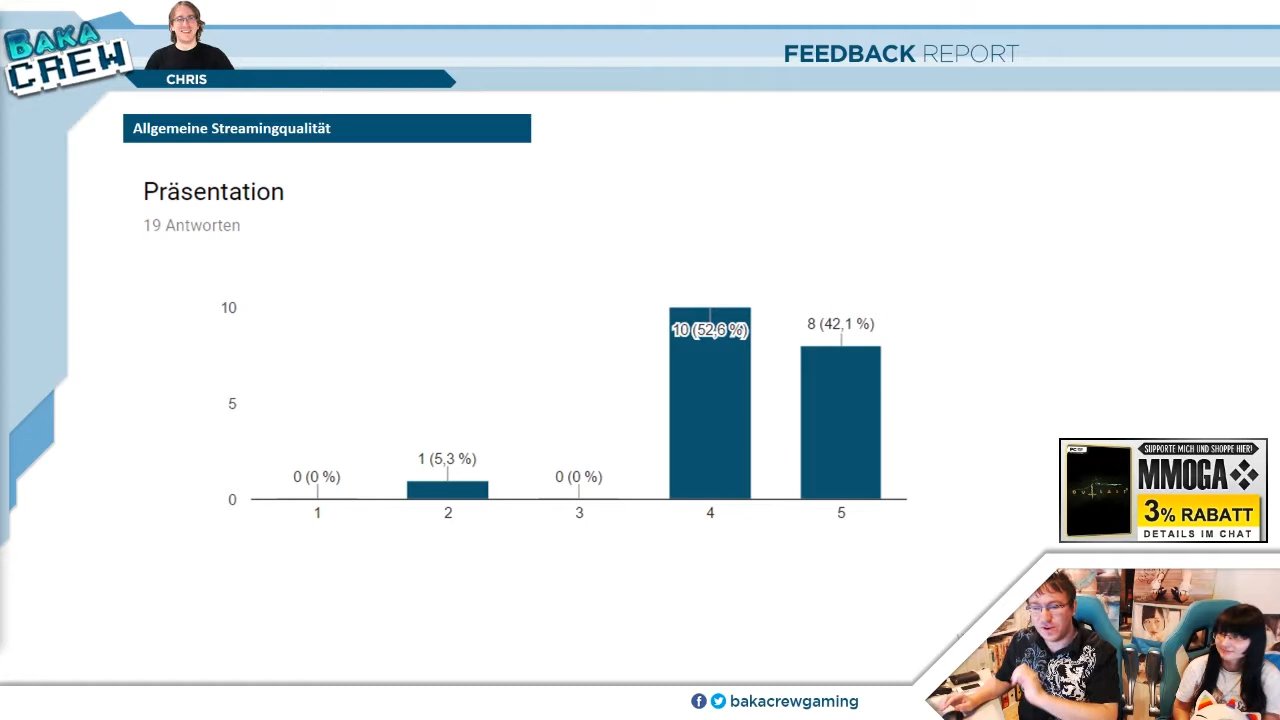 BAKA
CREW
CHRIS
FEEDBACK REPORT
Allgemeine Streamingqualität
Präsentation
19 Antworten
10
5
0
0 (0 %)
1 (5,3 %)
0 (0 %)
10 (52,6 %)
8 (42,1 %)
1
2
3
4
5
SUPPORTE MICH UND SHOPPE HIER!
PC
OUTLAST
MMOGA
3% RABATT
DETAILS IM CHAT
bakacrewgaming